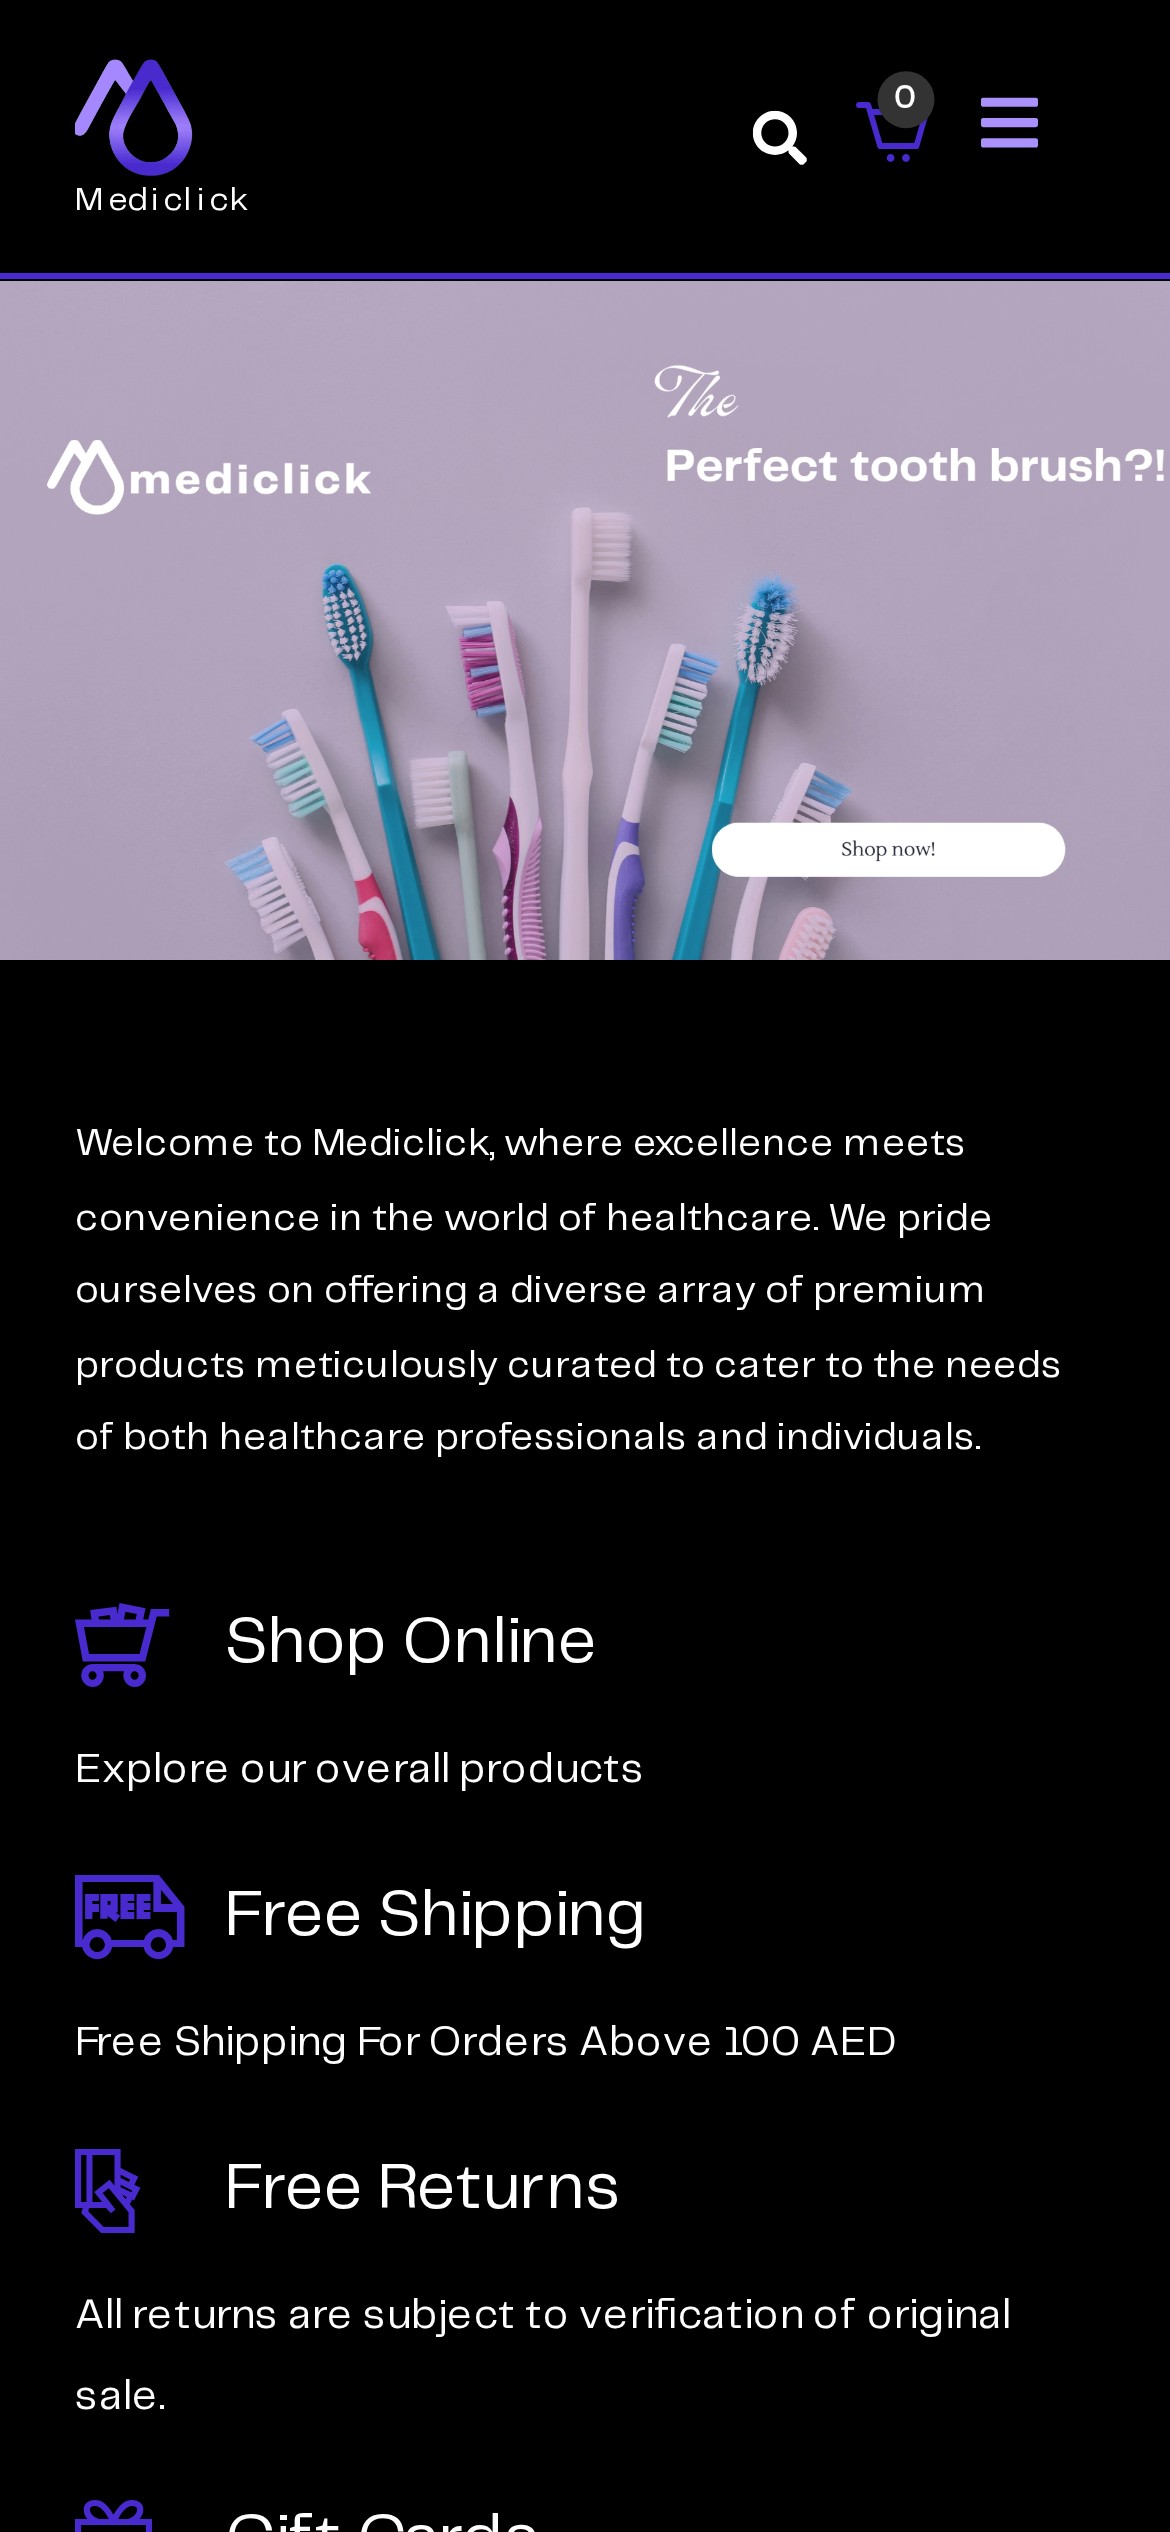 0
Mediclick
The
mediclick
Perfect tooth brush?!
Shop now!
Welcome to Mediclick, where excellence meets
convenience in the world of healthcare. We pride
ourselves on offering a diverse array of premium
products meticulously curated to cater to the needs
of both healthcare professionals and individuals.
Shop Online
Explore our overall products
FREE
Free Shipping
Free Shipping For Orders Above 100 AED
Free Returns
All returns are subject to verification of original
sale.
Gift Cards